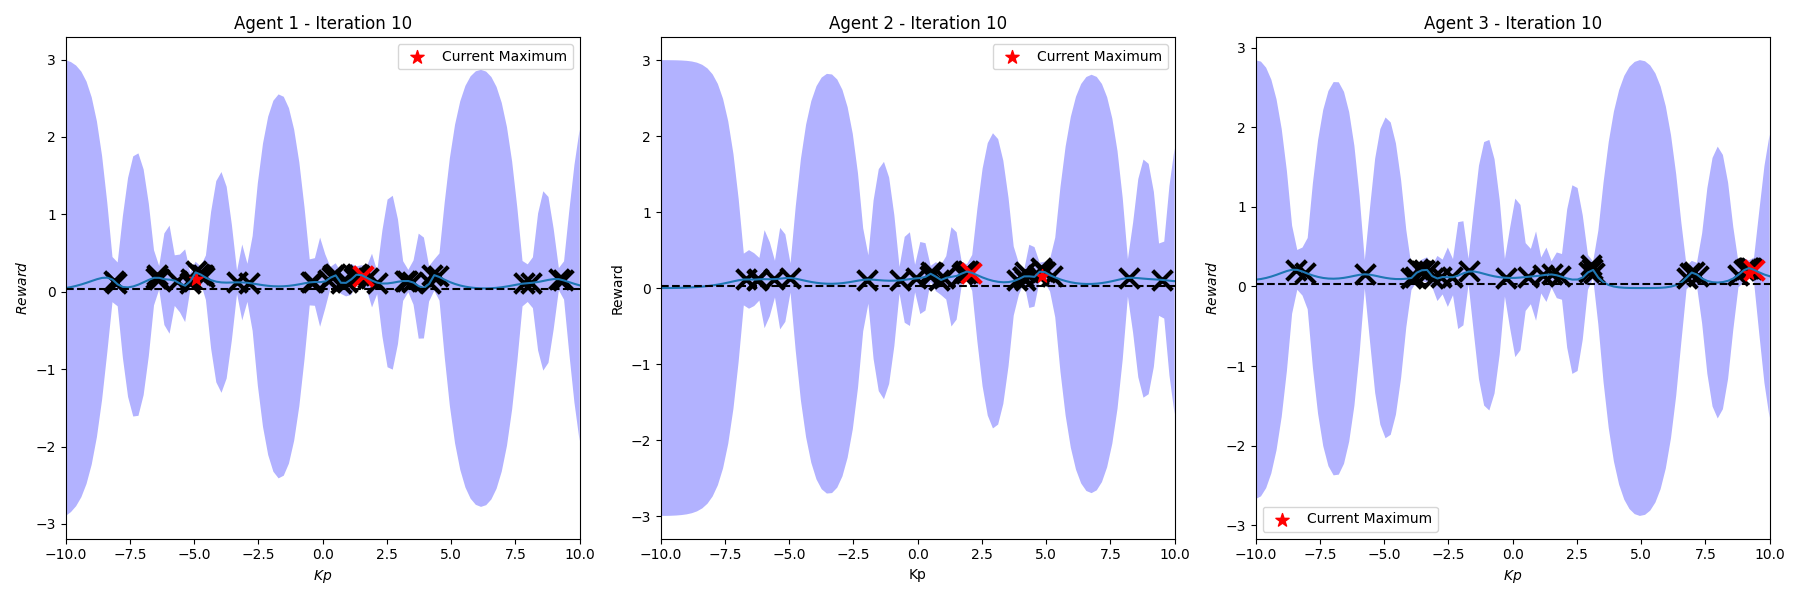 Agent 1 - Iteration 10
Current Maximum
3
2
1
0
−1
−2
−3
Reward
−10.0 −7.5 −5.0 −2.5 0.0 2.5 5.0 7.5 10.0
Kp
Agent 2 - Iteration 10
Current Maximum
3
2
1
0
−1
−2
−3
Reward
−10.0 −7.5 −5.0 −2.5 0.0 2.5 5.0 7.5 10.0
Kp
Agent 3 - Iteration 10
3
2
1
0
−1
−2
−3
Reward
Current Maximum
−10.0 −7.5 −5.0 −2.5 0.0 2.5 5.0 7.5 10.0
Kp